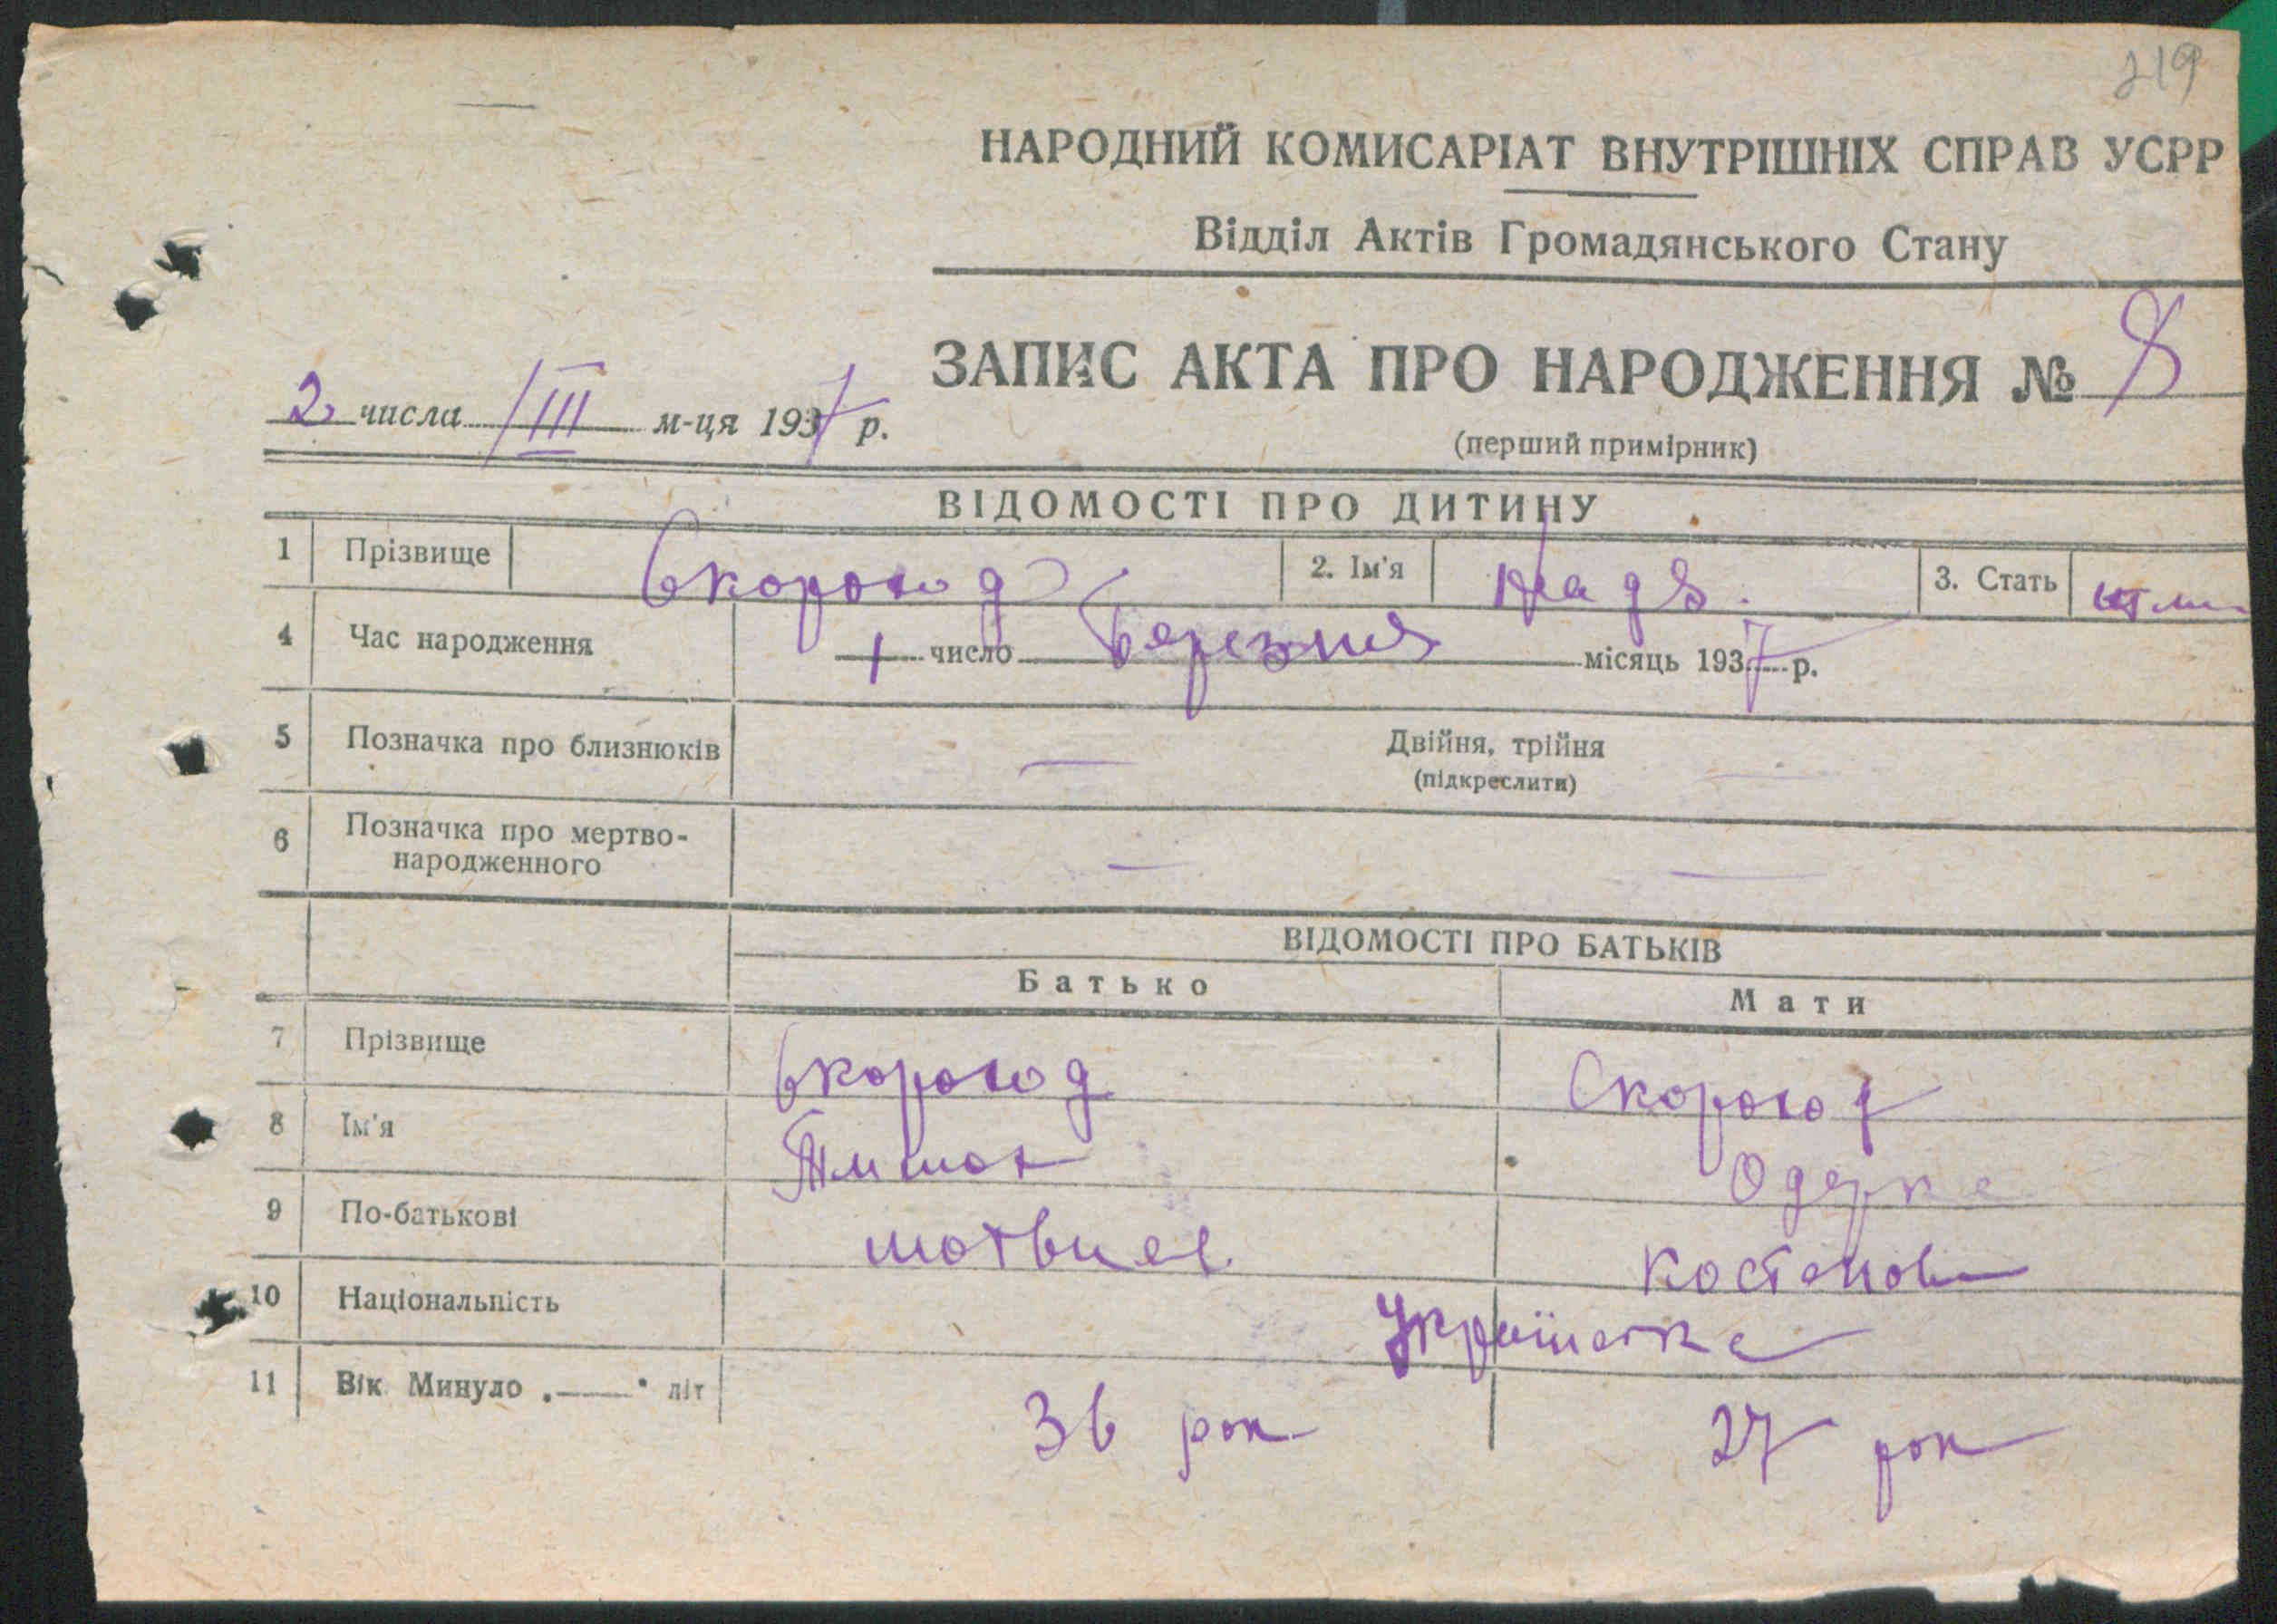 219
НАРОДНИЙ КОМИСАРІАТ ВНУТРІШНІХ СПРАВ УСРР
Відділ Актів Громадянського Стану
ЗАПИС АКТА ПРО НАРОДЖЕННЯ № 8
2 числа III м-ця 1937 р.
(перший примірник)
ВІДОМОСТІ ПРО ДИТИНУ
1 Прізвище Скороход 2. Ім'я Надя 3. Стать
4 Час народження 1 число Березня місяць 1937 р.
5 Позначка про близнюків — Двійня, трійня —
(підкреслити)
6 Позначка про мертво-
народженного — —
ВІДОМОСТІ ПРО БАТЬКІВ
Батько Мати
7 Прізвище Скороход Скороход
8 Ім'я
9 По-батькові
10 Національність Українка
11 Вік. Минуло „——" літ 36 рок 27 рок